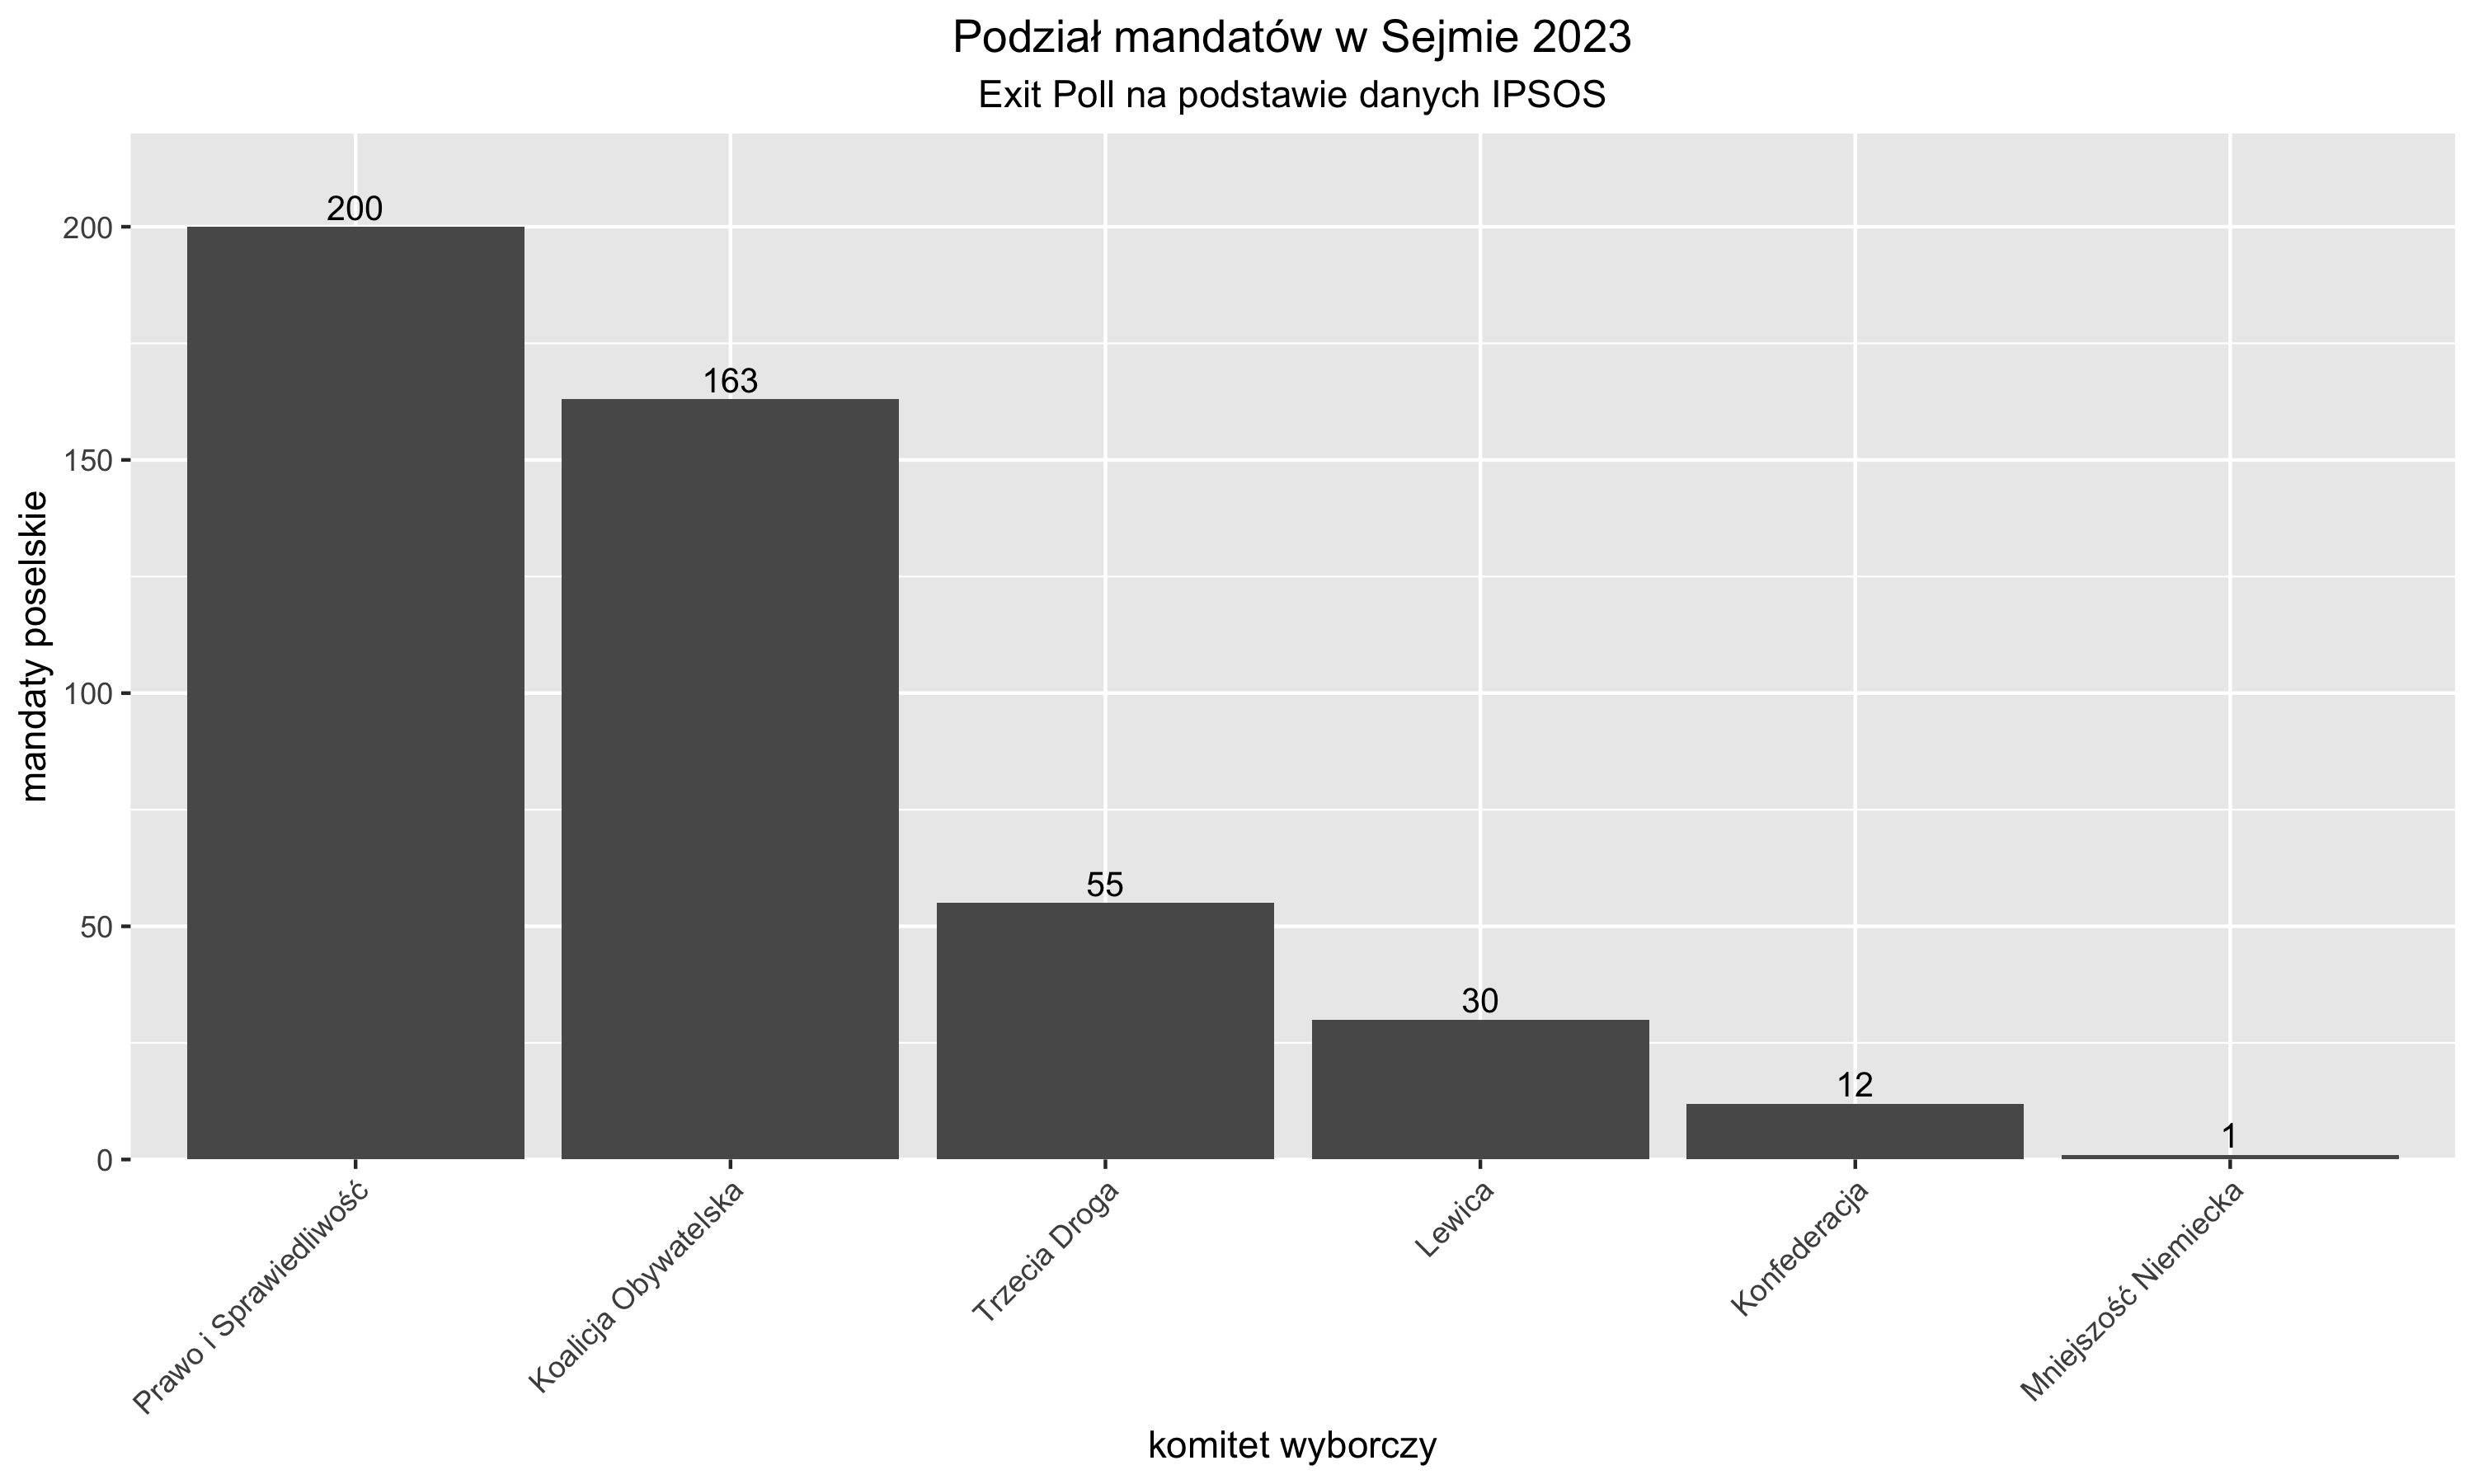 Podział mandatów w Sejmie 2023
Exit Poll na podstawie danych IPSOS
mandaty poselskie
200
150
100
50
0
200
163
55
30
12
1
Prawo i Sprawiedliwość
Koalicja Obywatelska
Trzecia Droga
Lewica
Konfederacja
Mniejszość Niemiecka
komitet wyborczy